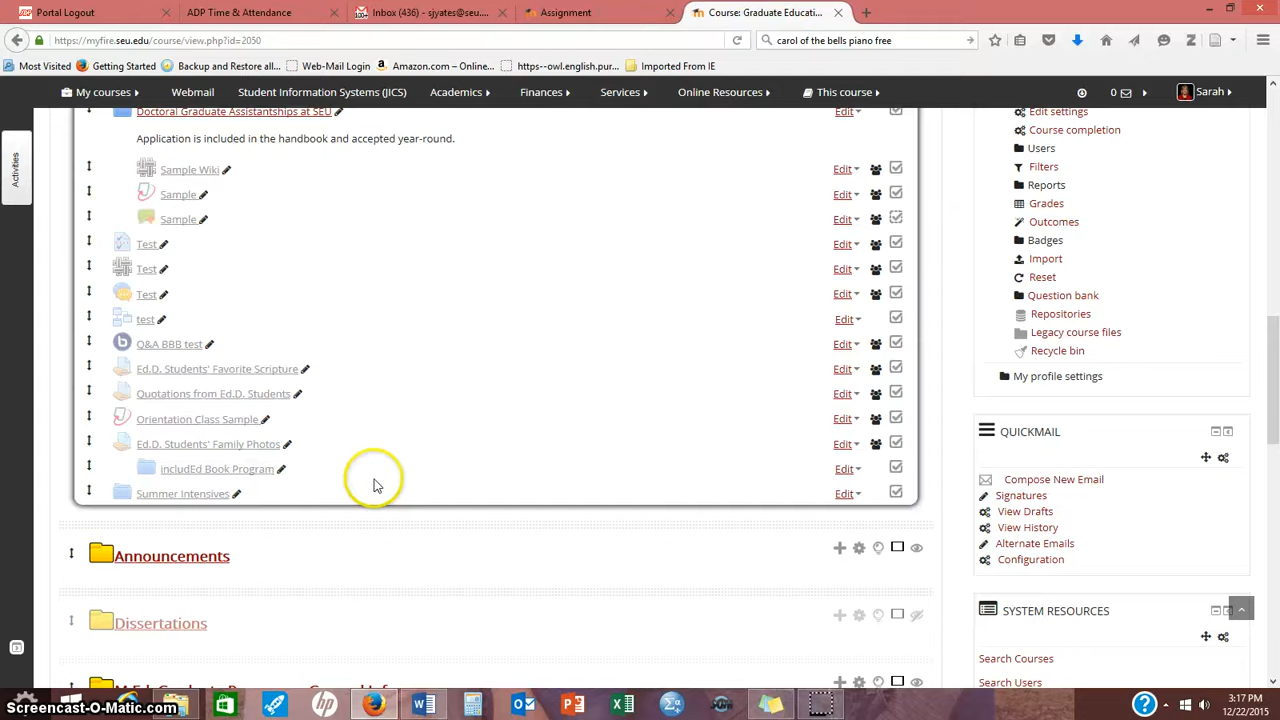 Portal Log Out
ADP Time & Attendance
Inbox (436) - sjyates@seu....
Assignment
Course: Graduate Educati...
https://myfire.seu.edu/course/view.php?id=2050
carol of the bells piano free
Most Visited
Getting Started
Backup and Restore all...
Web-Mail Login
Amazon.com – Online...
https--owl.english.pur...
Imported From IE
My courses
Webmail
Student Information Systems (JICS)
Academics
Finances
Services
Online Resources
This course
0
Sarah
Activities
Doctoral Graduate Assistantships at SEU
Edit
Application is included in the handbook and accepted year-round.
Sample Wiki
Edit
Sample
Edit
Sample
Edit
Test
Edit
Test
Edit
Test
Edit
test
Edit
Q&A BBB test
Edit
Ed.D. Students' Favorite Scripture
Edit
Quotations from Ed.D. Students
Edit
Orientation Class Sample
Edit
Ed.D. Students' Family Photos
Edit
includEd Book Program
Edit
Summer Intensives
Edit
Announcements
Dissertations
Edit settings
Course completion
Users
Filters
Reports
Grades
Outcomes
Badges
Import
Reset
Question bank
Repositories
Legacy course files
Recycle bin
My profile settings
QUICKMAIL
Compose New Email
Signatures
View Drafts
View History
Alternate Emails
Configuration
SYSTEM RESOURCES
Search Courses
Search Users
Screencast-O-Matic.com
3:17 PM
12/22/2015